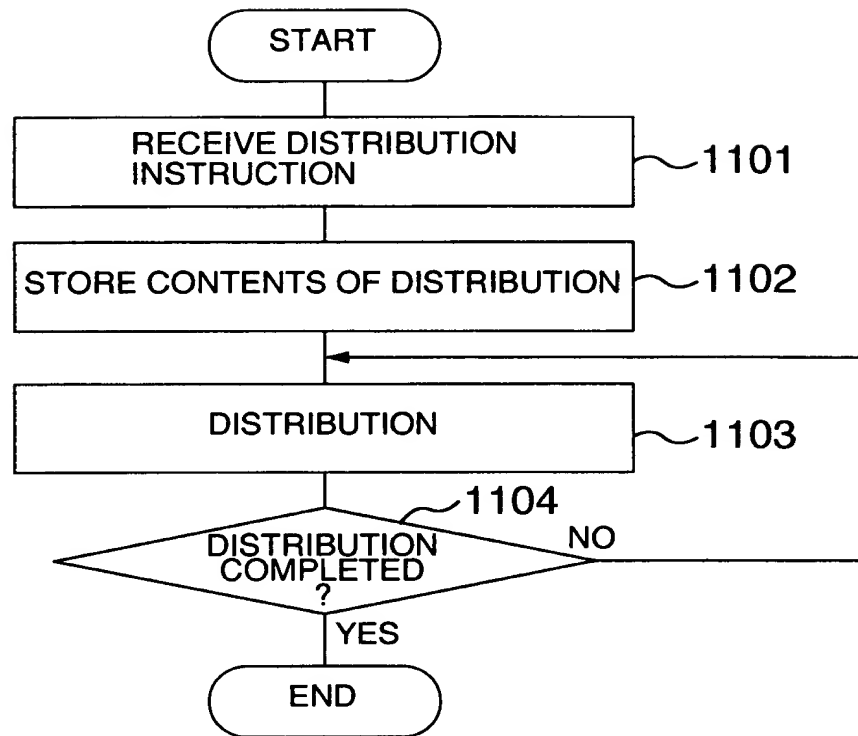 START
RECEIVE DISTRIBUTION
INSTRUCTION
1101
STORE CONTENTS OF DISTRIBUTION
1102
DISTRIBUTION
1103
1104
DISTRIBUTION
COMPLETED
?
NO
YES
END